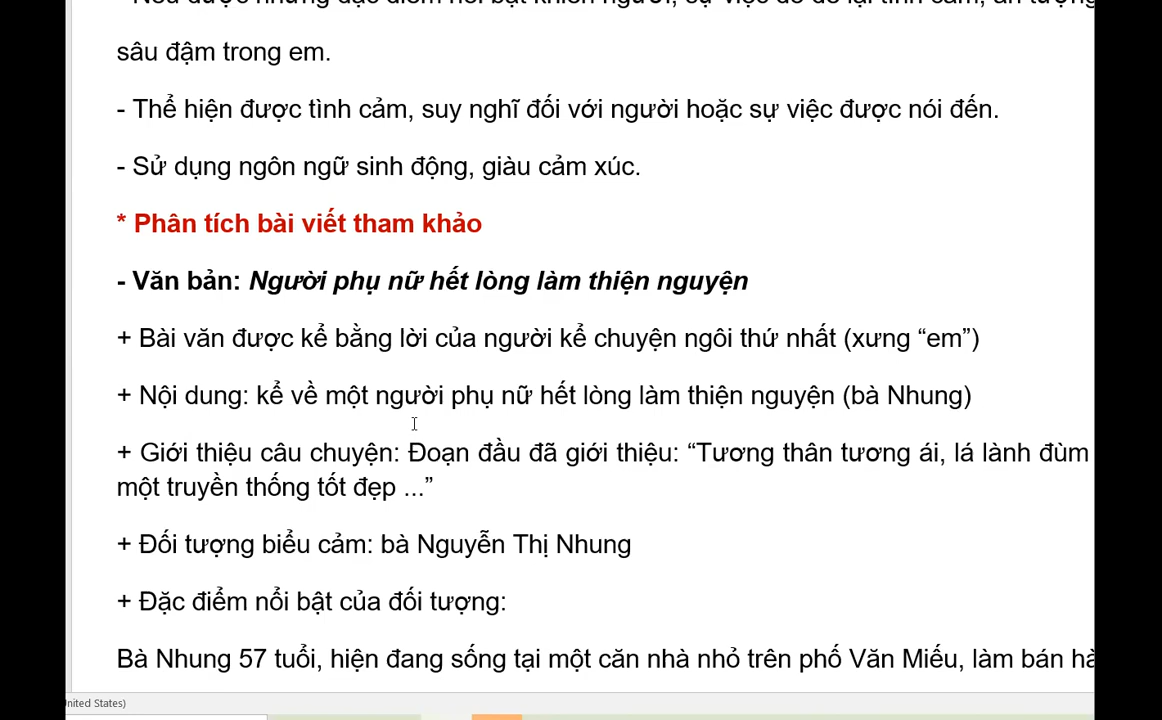 sâu đậm trong em.
- Thể hiện được tình cảm, suy nghĩ đối với người hoặc sự việc được nói đến.
- Sử dụng ngôn ngữ sinh động, giàu cảm xúc.
* Phân tích bài viết tham khảo
- Văn bản: Người phụ nữ hết lòng làm thiện nguyện
+ Bài văn được kể bằng lời của người kể chuyện ngôi thứ nhất (xưng “em”)
+ Nội dung: kể về một người phụ nữ hết lòng làm thiện nguyện (bà Nhung)
+ Giới thiệu câu chuyện: Đoạn đầu đã giới thiệu: “Tương thân tương ái, lá lành đùm
một truyền thống tốt đẹp ...”
+ Đối tượng biểu cảm: bà Nguyễn Thị Nhung
+ Đặc điểm nổi bật của đối tượng:
Bà Nhung 57 tuổi, hiện đang sống tại một căn nhà nhỏ trên phố Văn Miếu, làm bán
United States)